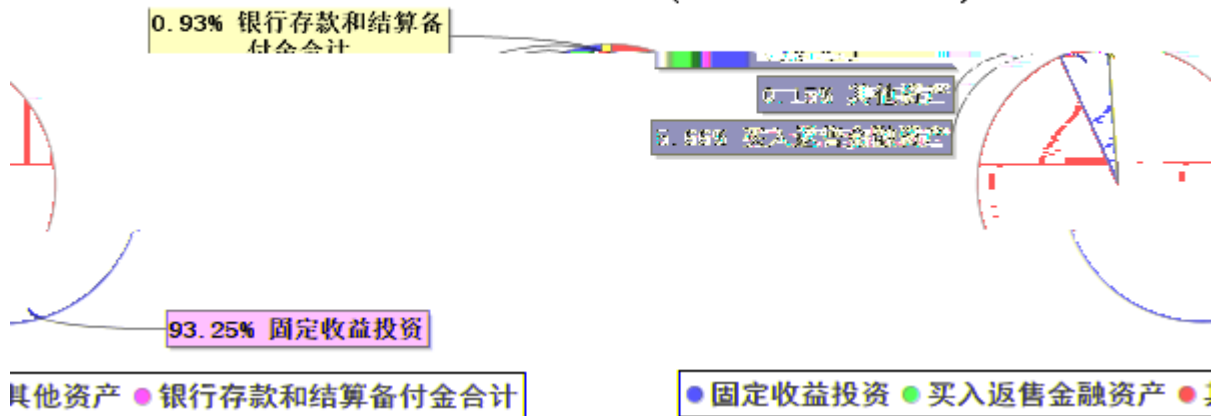 0.93% 银行存款和结算备
付金合计
93.25% 固定收益投资
其他资产 银行存款和结算备付金合计
固定收益投资 买入返售金融资产